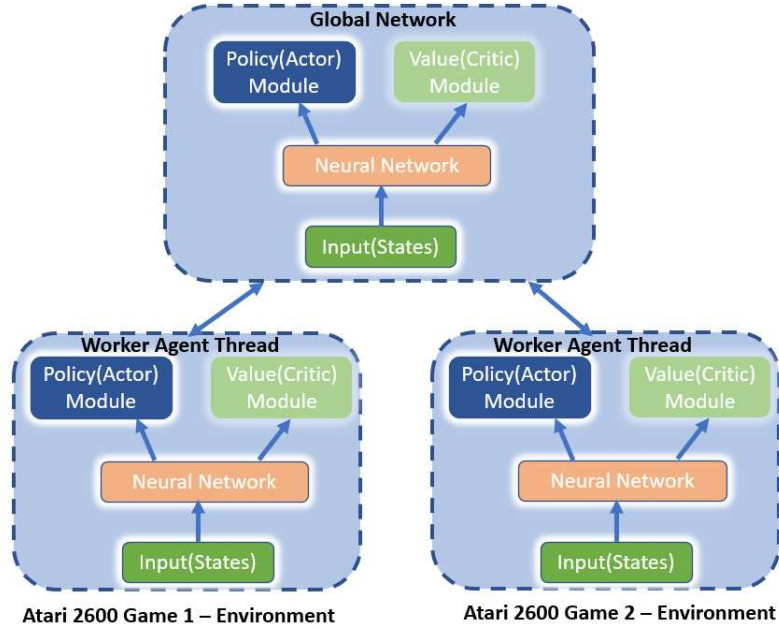 Global Network
Policy(Actor)
Module
Value(Critic)
Module
Neural Network
Input(States)
Worker Agent Thread
Policy(Actor)
Module
Value(Critic)
Module
Neural Network
Input(States)
Atari 2600 Game 1 – Environment
Worker Agent Thread
Policy(Actor)
Module
Value(Critic)
Module
Neural Network
Input(States)
Atari 2600 Game 2 – Environment